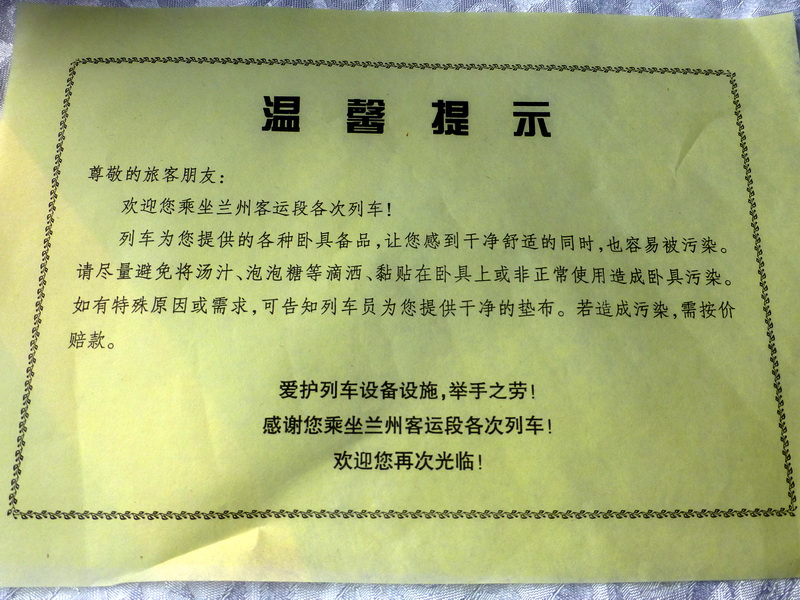 温馨提示
尊敬的旅客朋友:
欢迎您乘坐兰州客运段各次列车!
列车为您提供的各种卧具备品,让您感到干净舒适的同时,也容易被污染。
请尽量避免将汤汁、泡泡糖等滴洒、黏贴在卧具上或非正常使用造成卧具污染。
如有特殊原因或需求,可告知列车员为您提供干净的垫布。若造成污染,需按价
赔款。
爱护列车设备设施,举手之劳!
感谢您乘坐兰州客运段各次列车!
欢迎您再次光临!